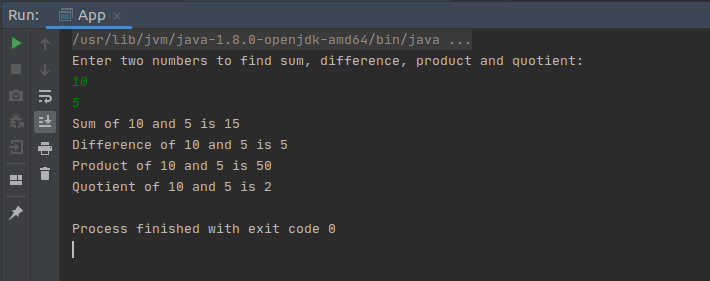 Run: App ×
/usr/lib/jvm/java-1.8.0-openjdk-amd64/bin/java ...
Enter two numbers to find sum, difference, product and quotient:
10
5
Sum of 10 and 5 is 15
Difference of 10 and 5 is 5
Product of 10 and 5 is 50
Quotient of 10 and 5 is 2
Process finished with exit code 0